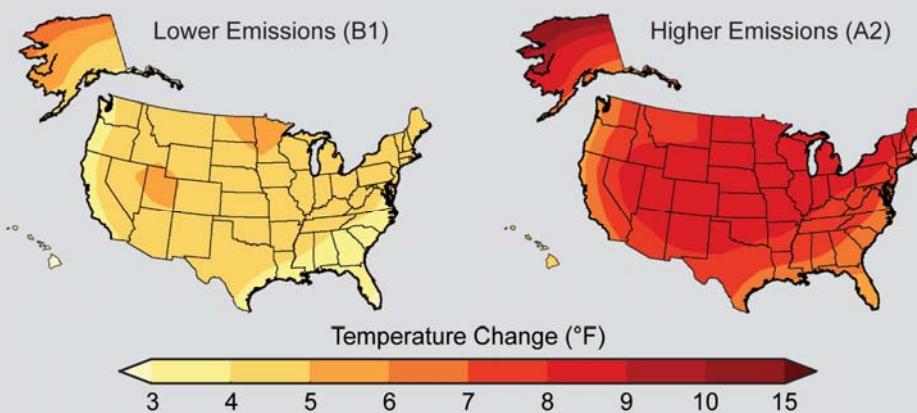 Lower Emissions (B1)
Higher Emissions (A2)
Temperature Change (°F)
3 4 5 6 7 8 9 10 15